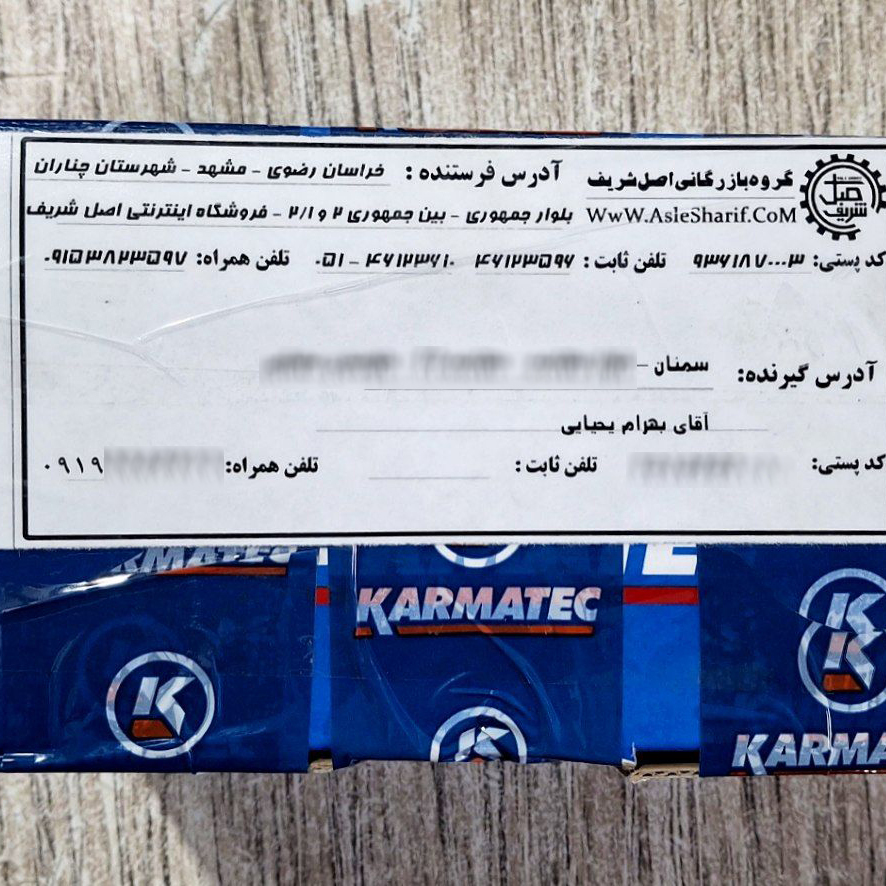 گروه بازرگانی اصل شریف
آدرس فرستنده : خراسان رضوی - مشهد - شهرستان چناران
اصیل شریف
WwW.AsleSharif.CoM
بلوار جمهوری - بین جمهوری ۲ و ۲/۱ - فروشگاه اینترنتی اصل شریف
کد پستی: ۹۳۶۱۸۷۰۰۰۳ تلفن ثابت : ۴۶۱۲۳۵۹۶ ۰۵۱ - ۴۶۱۲۳۶۱۰ تلفن همراه: ۰۹۱۵۳۸۲۳۵۹۷
آدرس گیرنده: سمنان -
آقای بهرام یحیایی
کد پستی: تلفن ثابت : تلفن همراه: ۰۹۱۹
KARMATEC
KARMATEC
K
K
K
K
KARMA